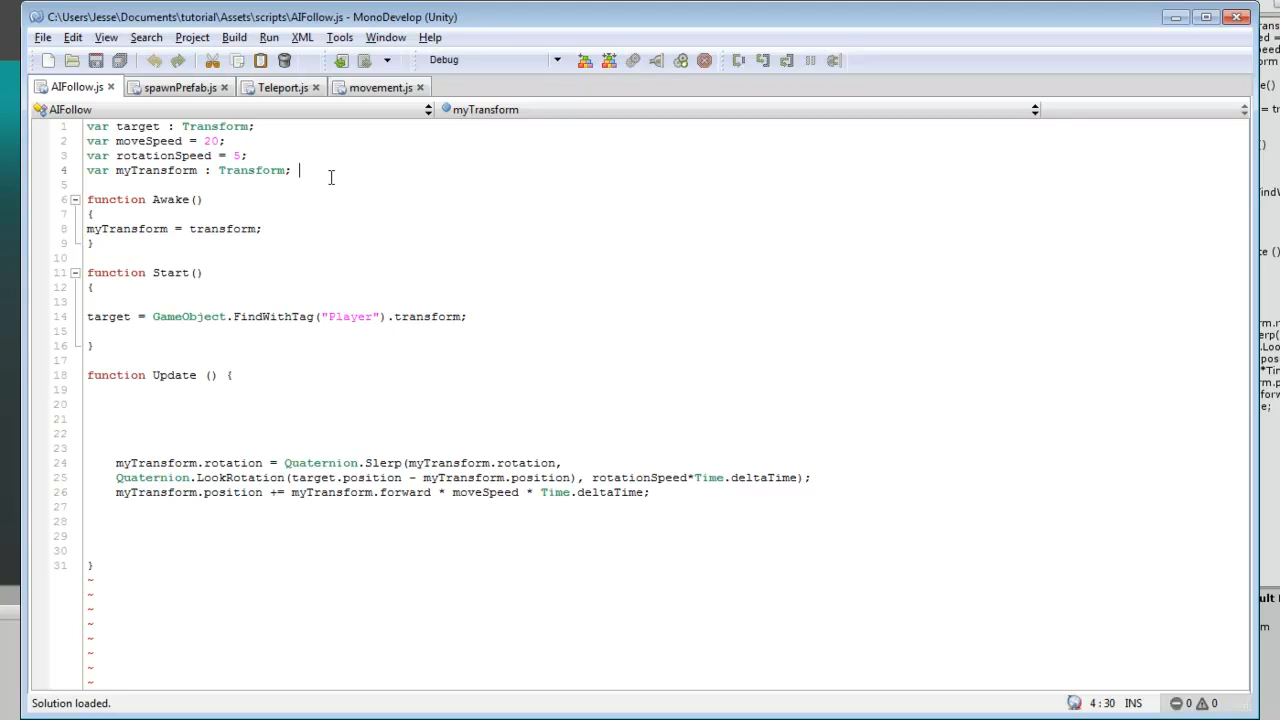 C:\Users\Jesse\Documents\tutorial\Assets\scripts\AIFollow.js - MonoDevelop (Unity)
File Edit View Search Project Build Run XML Tools Window Help
Debug
AIFollow.js spawnPrefab.js Teleport.js movement.js
AIFollow myTransform
1 var target : Transform;
2 var moveSpeed = 20;
3 var rotationSpeed = 5;
4 var myTransform : Transform;
5
6 function Awake()
7 {
8 myTransform = transform;
9 }
10
11 function Start()
12 {
13
14 target = GameObject.FindWithTag("Player").transform;
15
16 }
17
18 function Update () {
19
20
21
22
23
24 myTransform.rotation = Quaternion.Slerp(myTransform.rotation,
25 Quaternion.LookRotation(target.position - myTransform.position), rotationSpeed*Time.deltaTime);
26 myTransform.position += myTransform.forward * moveSpeed * Time.deltaTime;
27
28
29
30
31 }
~
~
~
~
~
~
~
~
Solution loaded. 4 : 30 INS 0 0